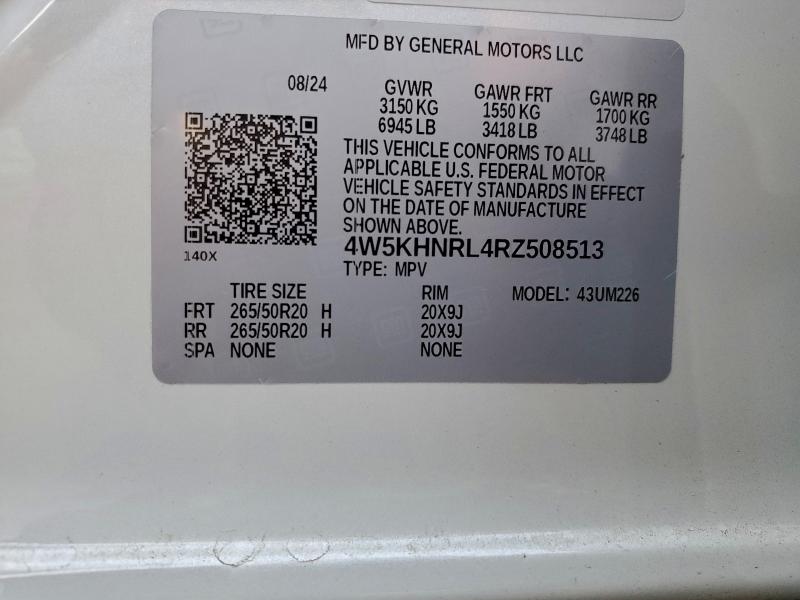 MFD BY GENERAL MOTORS LLC
08/24 GVWR GAWR FRT GAWR RR
3150 KG 1550 KG 1700 KG
6945 LB 3418 LB 3748 LB
THIS VEHICLE CONFORMS TO ALL
APPLICABLE U.S. FEDERAL MOTOR
VEHICLE SAFETY STANDARDS IN EFFECT
ON THE DATE OF MANUFACTURE
SHOWN ABOVE.
4W5KHNRL4RZ508513
140X
TYPE: MPV
TIRE SIZE RIM MODEL: 43UM226
FRT 265/50R20 H 20X9J
RR 265/50R20 H 20X9J
SPA NONE NONE